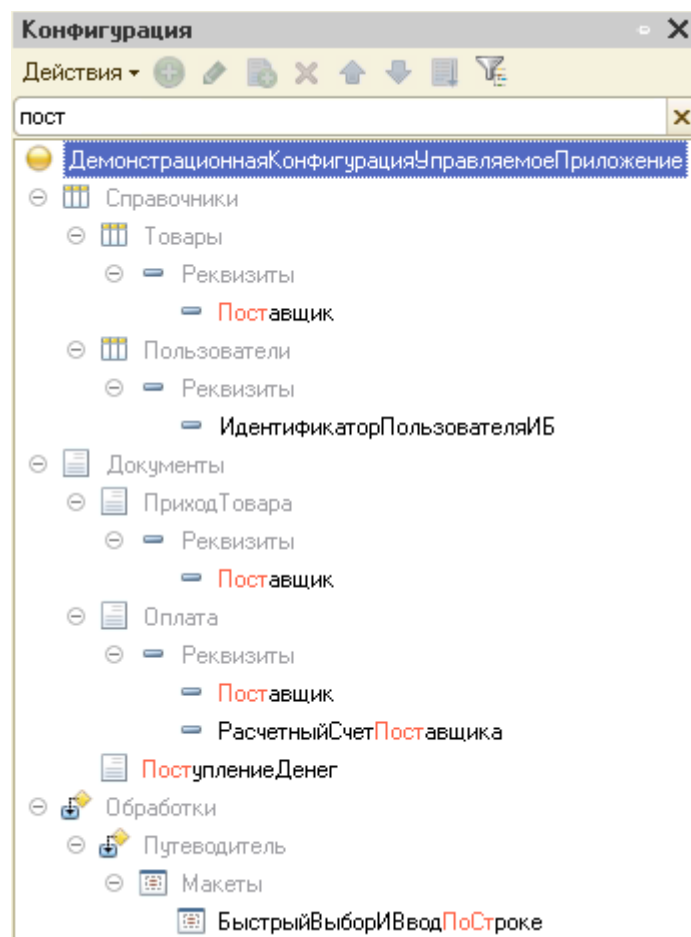 Конфигурация
Действия
пост
ДемонстрационнаяКонфигурацияУправляемоеПриложение
Справочники
Товары
Реквизиты
Поставщик
Пользователи
Реквизиты
ИдентификаторПользователяИБ
Документы
ПриходТовара
Реквизиты
Поставщик
Оплата
Реквизиты
Поставщик
РасчетныйСчетПоставщика
ПоступлениеДенег
Обработки
Путеводитель
Макеты
БыстрыйВыборИВводПоСтроке